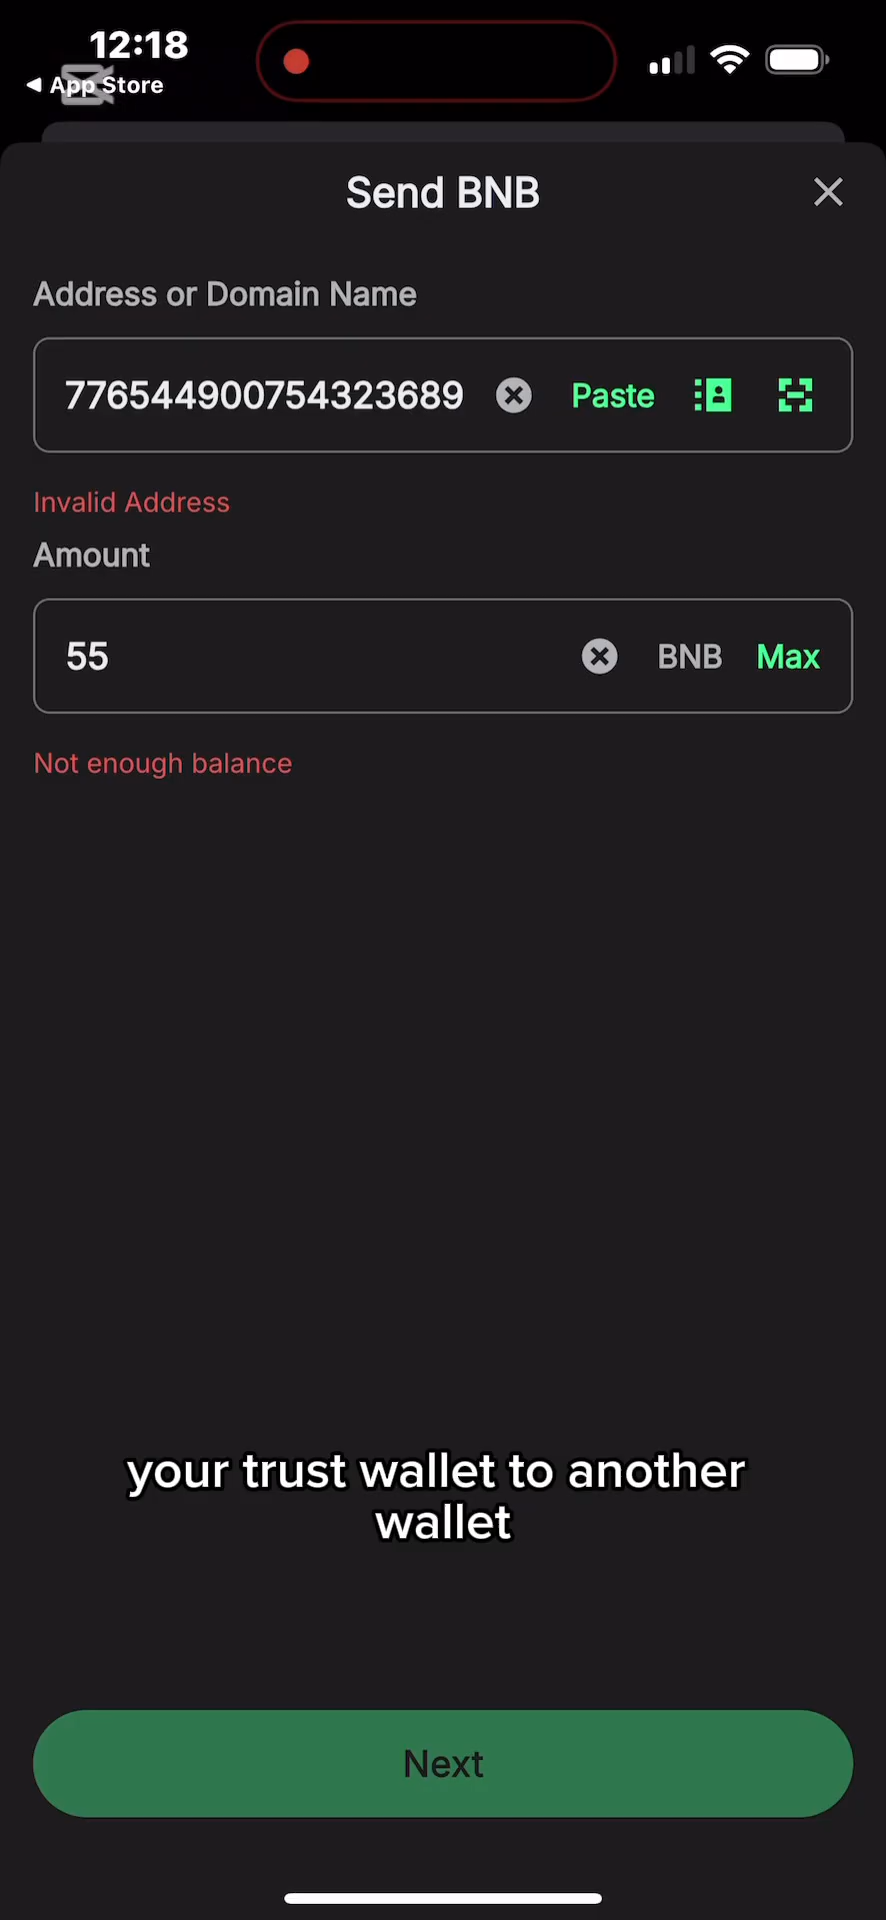 12:18
App Store
Send BNB
Address or Domain Name
776544900754323689
Paste
Invalid Address
Amount
55
BNB
Max
Not enough balance
your trust wallet to another
wallet
Next